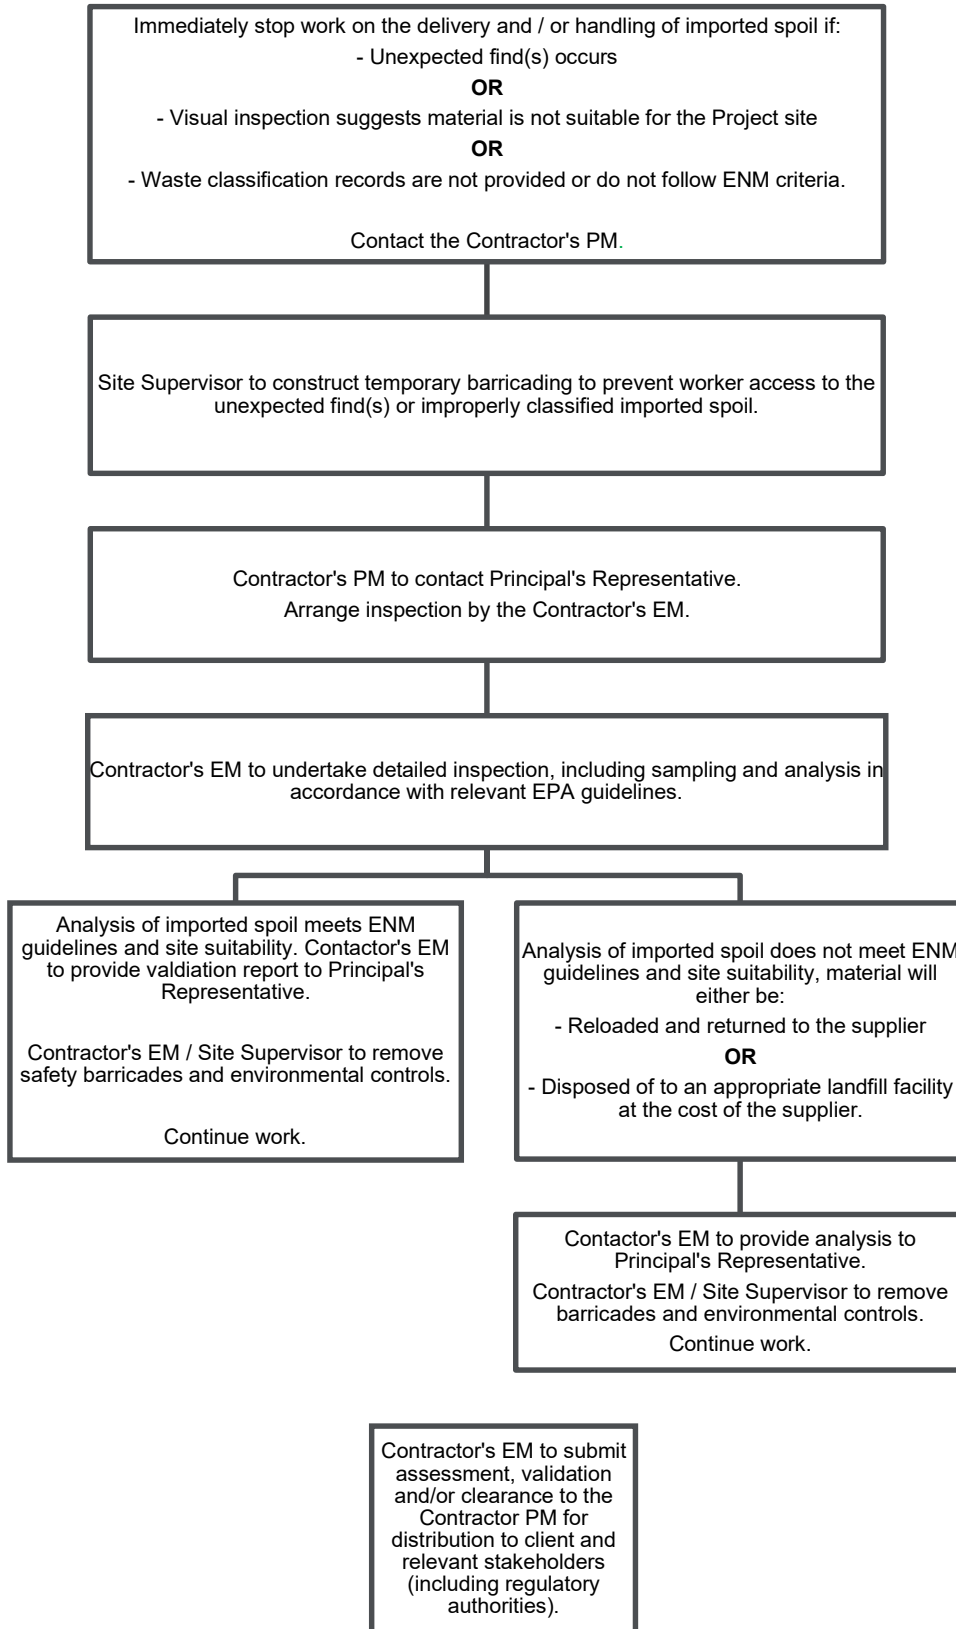 Immediately stop work on the delivery and / or handling of imported spoil if:
- Unexpected find(s) occurs
OR
- Visual inspection suggests material is not suitable for the Project site
OR
- Waste classification records are not provided or do not follow ENM criteria.
Contact the Contractor's PM.
Site Supervisor to construct temporary barricading to prevent worker access to the
unexpected find(s) or improperly classified imported spoil.
Contractor's PM to contact Principal's Representative.
Arrange inspection by the Contractor's EM.
Contractor's EM to undertake detailed inspection, including sampling and analysis in
accordance with relevant EPA guidelines.
Analysis of imported spoil meets ENM
guidelines and site suitability. Contactor's EM
to provide valdiation report to Principal's
Representative.
Contractor's EM / Site Supervisor to remove
safety barricades and environmental controls.
Continue work.
Analysis of imported spoil does not meet ENM
guidelines and site suitability, material will
either be:
- Reloaded and returned to the supplier
OR
- Disposed of to an appropriate landfill facility
at the cost of the supplier.
Contactor's EM to provide analysis to
Principal's Representative.
Contractor's EM / Site Supervisor to remove
barricades and environmental controls.
Continue work.
Contractor's EM to submit
assessment, validation
and/or clearance to the
Contractor PM for
distribution to client and
relevant stakeholders
(including regulatory
authorities).